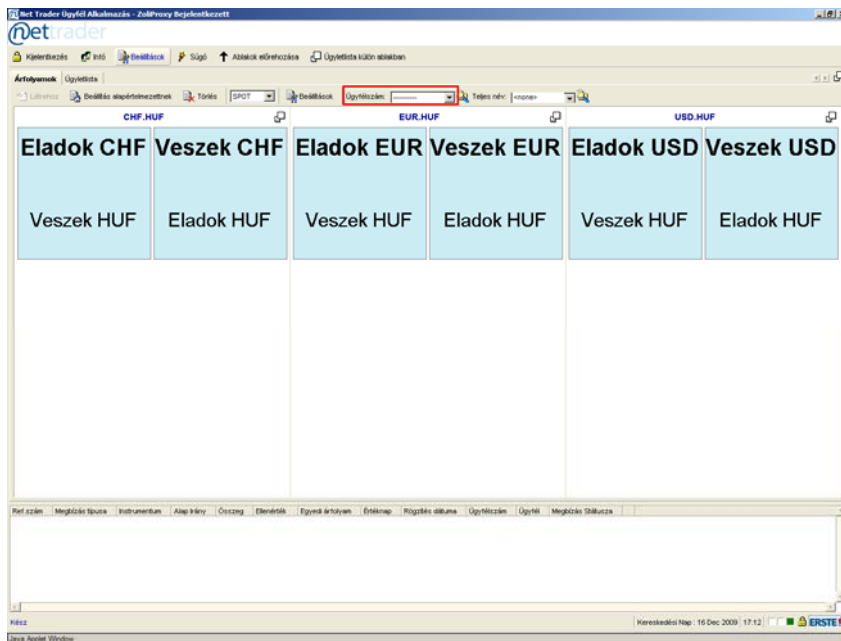 Net Trader Ügyfél Alkalmazás - ZoliProxy Bejelentkezett
nettrader
Kijelentkezés Infó Beállítások Súgó Ablakok előrehozása Ügyletlista külön ablakban
Árfolyamok Ügyletlista
Létrehoz Beállítás alapértelmezettnek Törlés SPOT Beállítások Ügyfélszám: ---------- Teljes név: <none>
CHF.HUF EUR.HUF USD.HUF
Eladok CHF Veszek CHF Eladok EUR Veszek EUR Eladok USD Veszek USD
Veszek HUF Eladok HUF Veszek HUF Eladok HUF Veszek HUF Eladok HUF
Ref.szám Megbízás típusa Instrumentum Alap Irány Összeg Ellenérték Egyedi árfolyam Értéknap Rögzítés dátuma Ügyfélszám Ügyfél Megbízás Státusza
Kész Kereskedési Nap : 16 Dec 2009 17:12 ERSTE
Java Applet Window